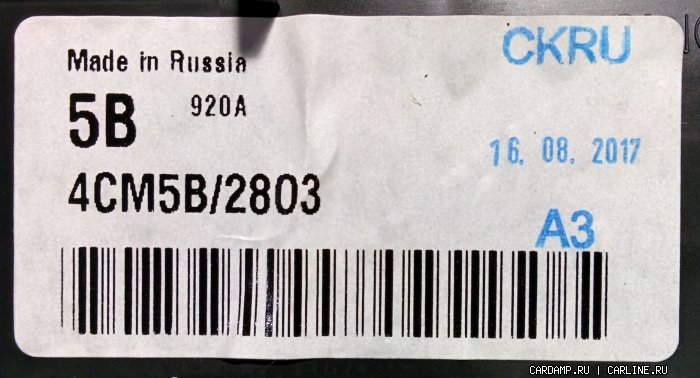 CKRU
Made in Russia
5B 920A
16. 08. 2017
4CM5B/2803
A3
CARDAMP.RU | CARLINE.RU